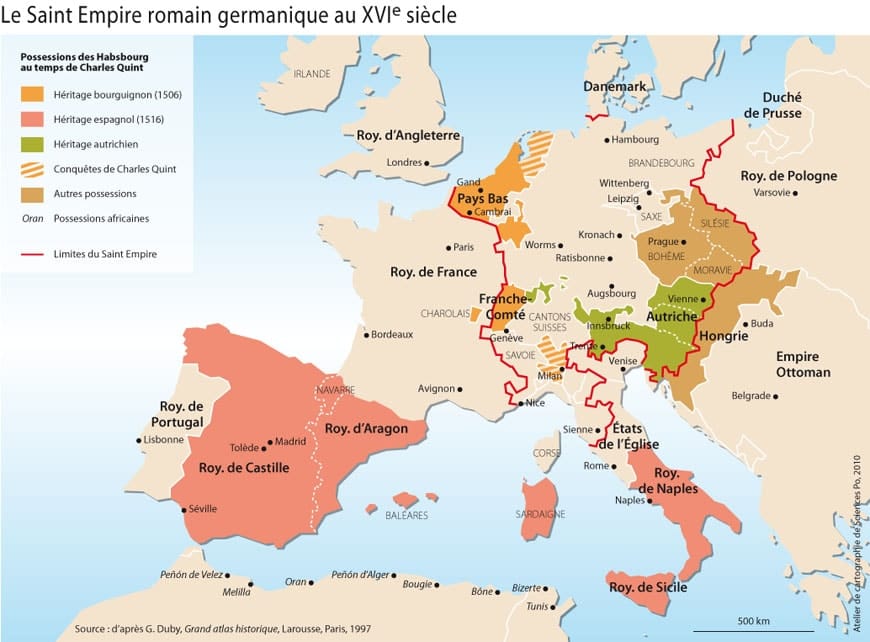 Le Saint Empire romain germanique au XVIe siècle
Possessions des Habsbourg
au temps de Charles Quint
Héritage bourguignon (1506)
Héritage espagnol (1516)
Héritage autrichien
Conquêtes de Charles Quint
Autres possessions
Oran Possessions africaines
Limites du Saint Empire
IRLANDE
Danemark
Duché
de Prusse
Roy. d'Angleterre
Hambourg
Londres
BRANDEBOURG
Roy. de Pologne
Varsovie
Gand
Pays Bas
Cambrai
Wittenberg
Leipzig
SAXE
SILÉSIE
Kronach
Prague
BOHÊME
MORAVIE
Paris
Worms
Ratisbonne
Roy. de France
Augsbourg
Vienne
Franche-
Comté
CHAROLAIS
CANTONS
SUISSES
Innsbruck
Autriche
Hongrie
Buda
Genève
Bordeaux
SAVOIE
Trente
Venise
Milan
Empire
Ottoman
Avignon
Nice
Belgrade
NAVARRE
Roy. de
Portugal
Roy. d'Aragon
Sienne
États
de l'Église
Lisbonne
Madrid
Tolède
Roy. de Castille
CORSE
Rome
Roy.
de Naples
Naples
Séville
BALÉARES
SARDAIGNE
Roy. de Sicile
Peñón de Velez
Melilla
Oran
Peñón d'Alger
Bougie
Bône
Bizerte
Tunis
500 km
Source : d'après G. Duby, Grand atlas historique, Larousse, Paris, 1997
Atelier de cartographie de Sciences Po, 2010